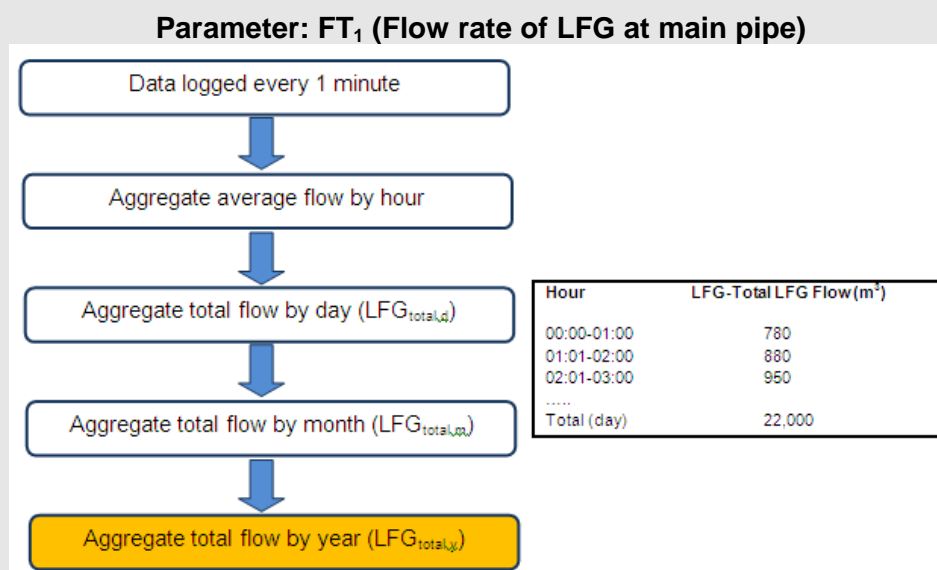 Parameter: FT₁ (Flow rate of LFG at main pipe)
Data logged every 1 minute
Aggregate average flow by hour
Aggregate total flow by day (LFGtotal,d)
Aggregate total flow by month (LFGtotal,m)
Aggregate total flow by year (LFGtotal,y)
Hour LFG-Total LFG Flow (m³)
00:00-01:00 780
01:01-02:00 880
02:01-03:00 950
.....
Total (day) 22,000